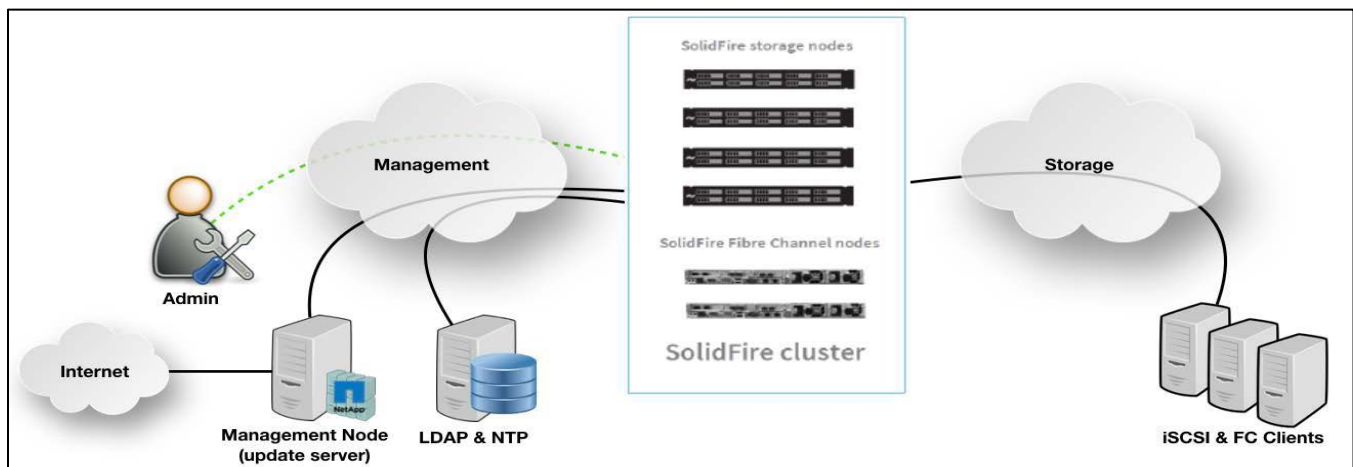 SolidFire storage nodes
Management
Storage
SolidFire Fibre Channel nodes
Admin
SolidFire cluster
Internet
NetApp
Management Node
(update server)
LDAP & NTP
iSCSI & FC Clients